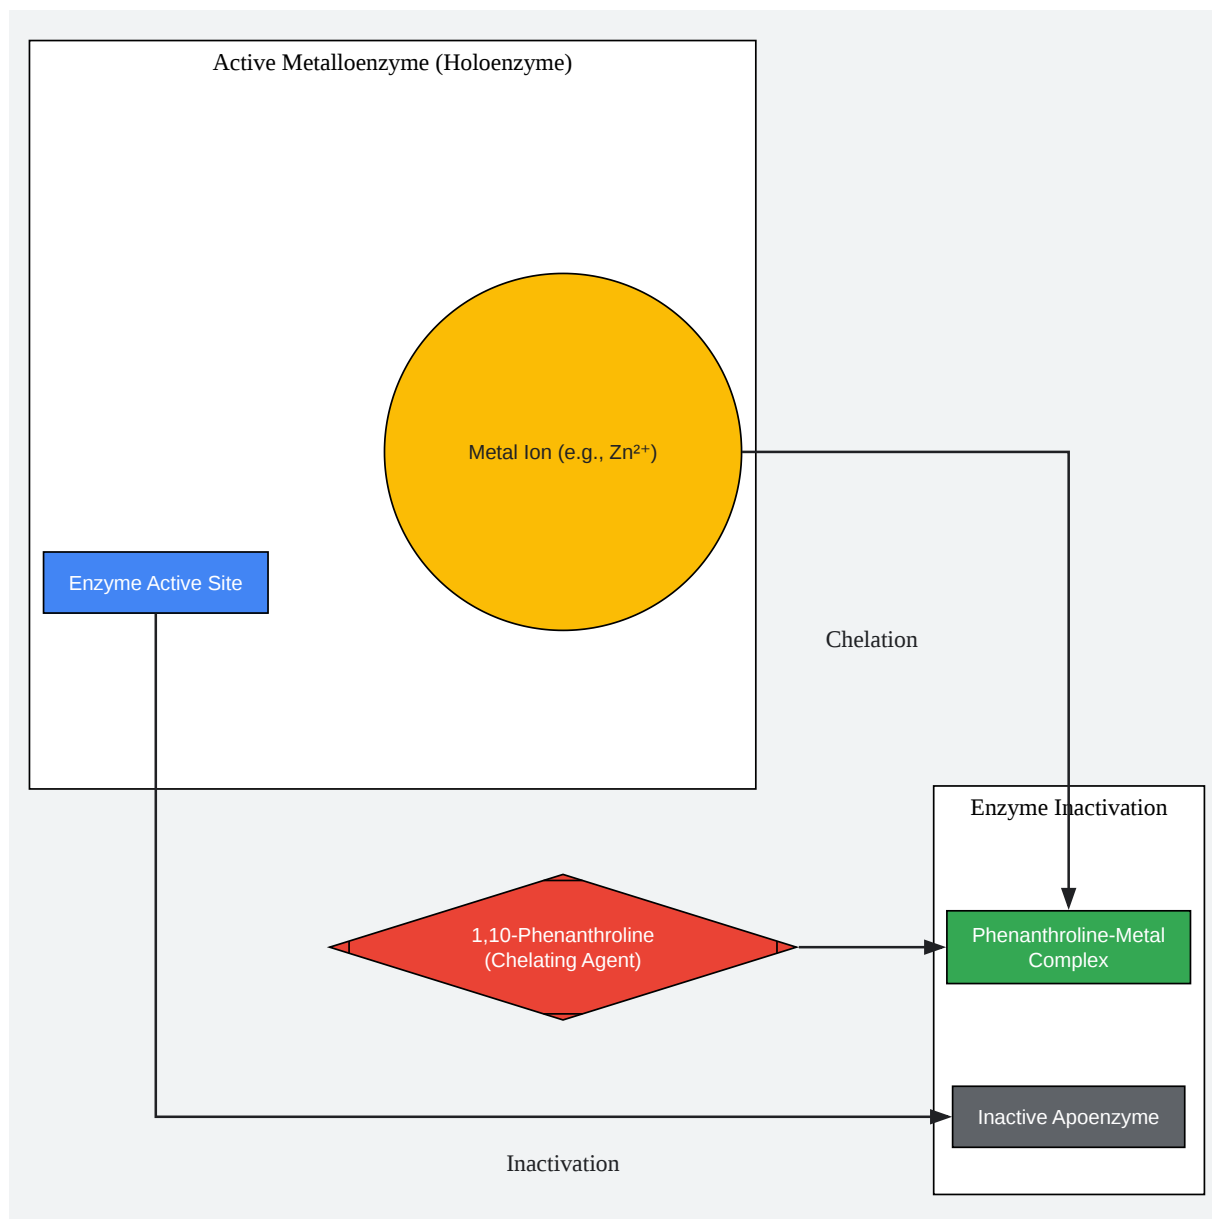 Active Metalloenzyme (Holoenzyme)
Metal Ion (e.g., Zn²⁺)
Enzyme Active Site
Chelation
Enzyme Inactivation
1,10-Phenanthroline
(Chelating Agent)
Phenanthroline-Metal
Complex
Inactive Apoenzyme
Inactivation